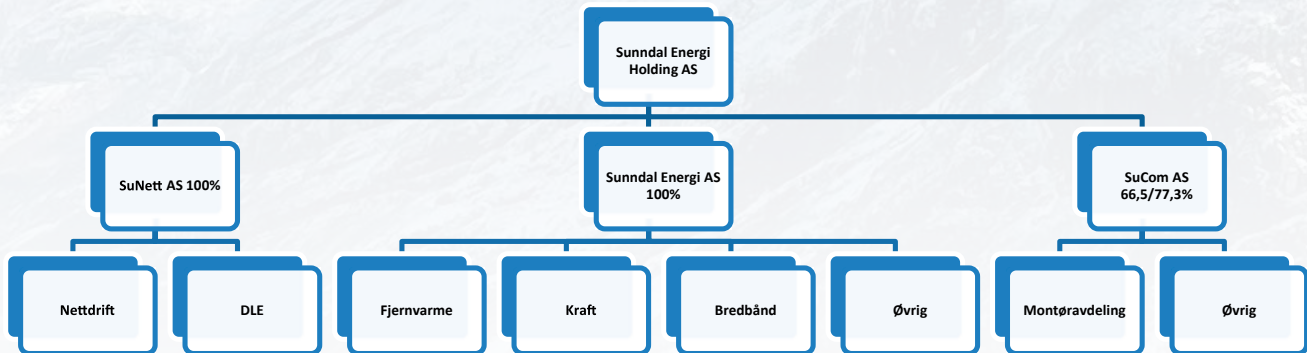 Sunndal Energi
Holding AS
SuNett AS 100%
Sunndal Energi AS
100%
SuCom AS
66,5/77,3%
Nettdrift
DLE
Fjernvarme
Kraft
Bredbånd
Øvrig
Montøravdeling
Øvrig